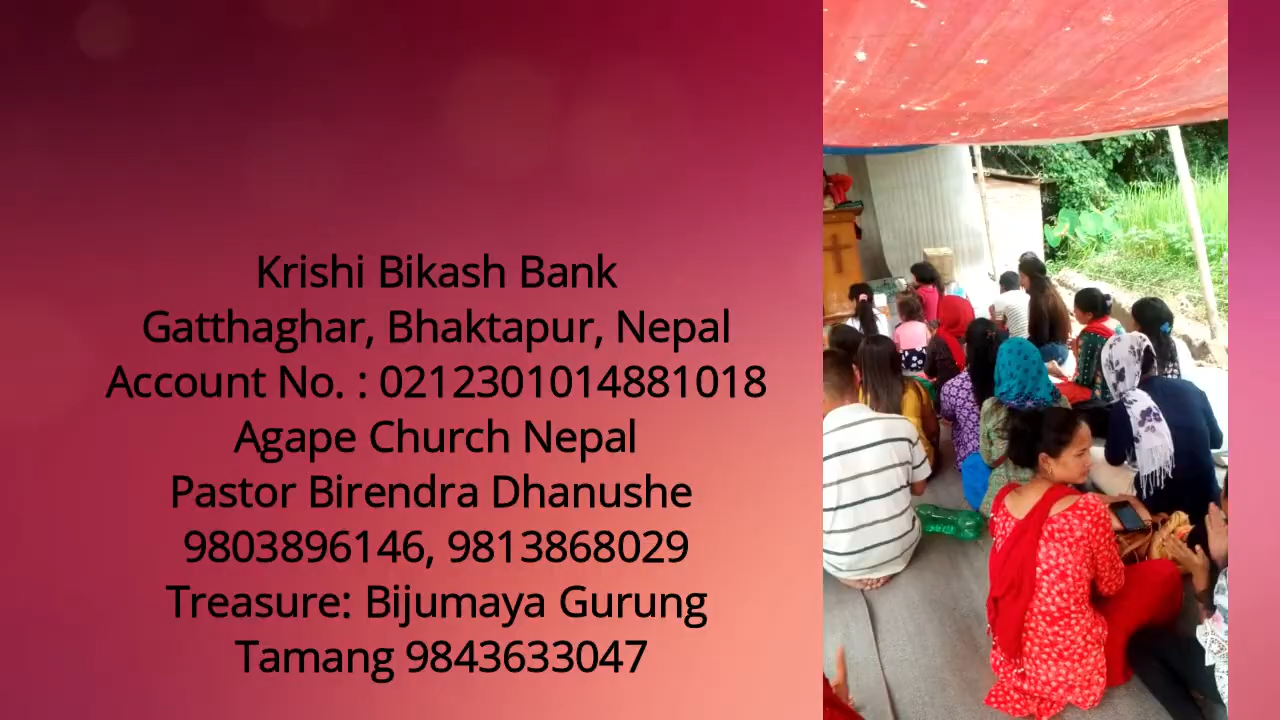 Krishi Bikash Bank
Gatthaghar, Bhaktapur, Nepal
Account No. : 0212301014881018
Agape Church Nepal
Pastor Birendra Dhanushe
9803896146, 9813868029
Treasure: Bijumaya Gurung
Tamang 9843633047